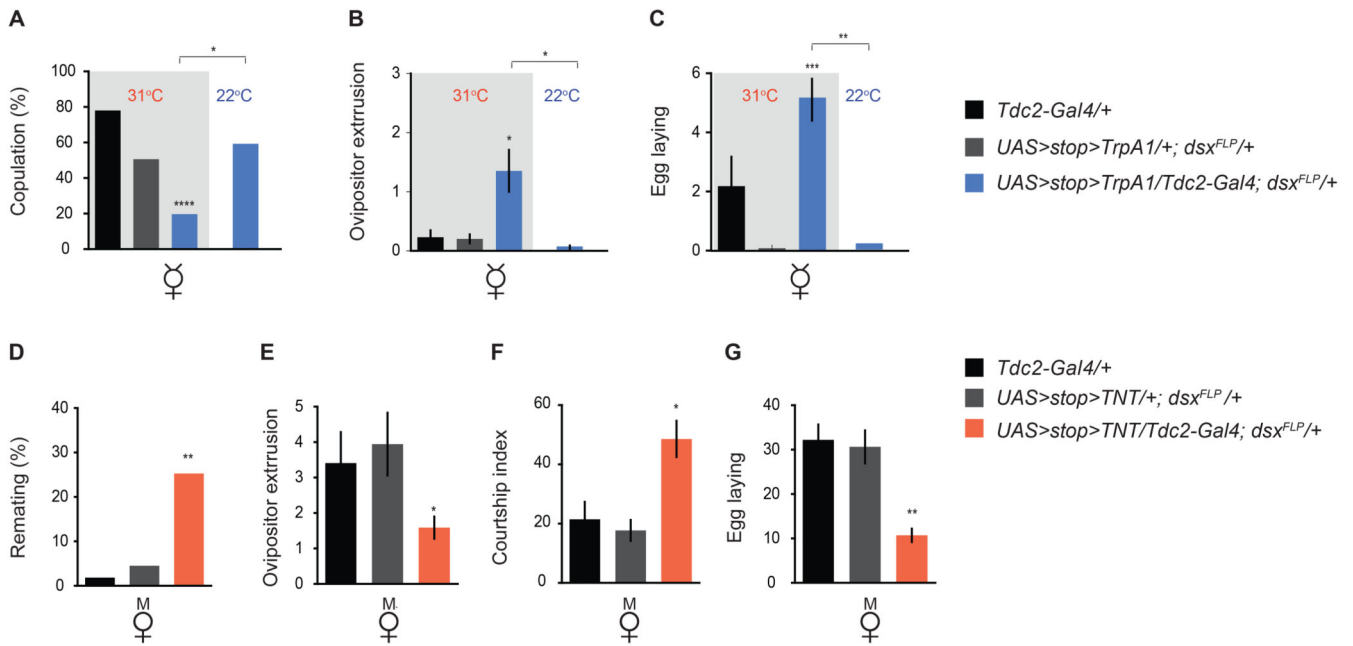 A
B
C
Copulation (%)
100
80
60
40
20
0
31°C
22°C
****
*
Ovipositor extrrusion
3
2
1
0
31°C
22°C
*
*
Egg laying
6
4
2
0
31°C
22°C
***
**
Tdc2-Gal4/+
UAS>stop>TrpA1/+; dsxFLP/+
UAS>stop>TrpA1/Tdc2-Gal4; dsxFLP/+
D
E
F
G
Remating (%)
40
30
20
10
0
**
M
Ovipositor extrrusion
5
4
3
2
1
0
*
M.
Courtship index
60
40
20
0
*
M
Egg laying
40
30
20
10
0
**
M
Tdc2-Gal4/+
UAS>stop>TNT/+; dsxFLP/+
UAS>stop>TNT/Tdc2-Gal4; dsxFLP/+